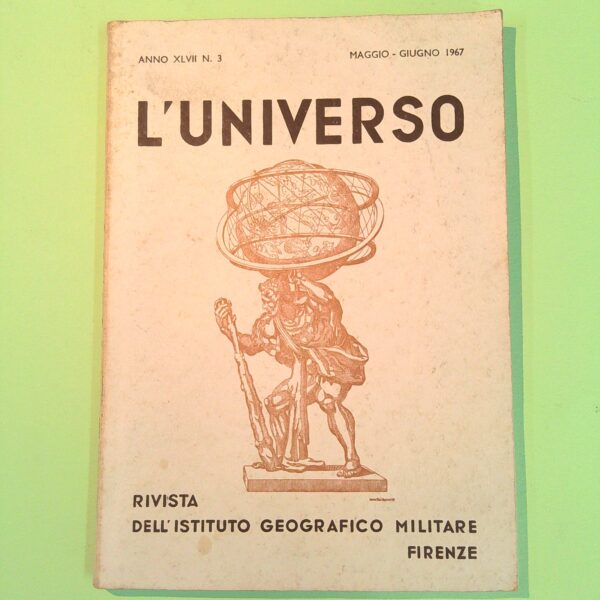 ANNO XLVII N. 3
MAGGIO - GIUGNO 1967
L'UNIVERSO
RIVISTA
DELL'ISTITUTO GEOGRAFICO MILITARE
FIRENZE